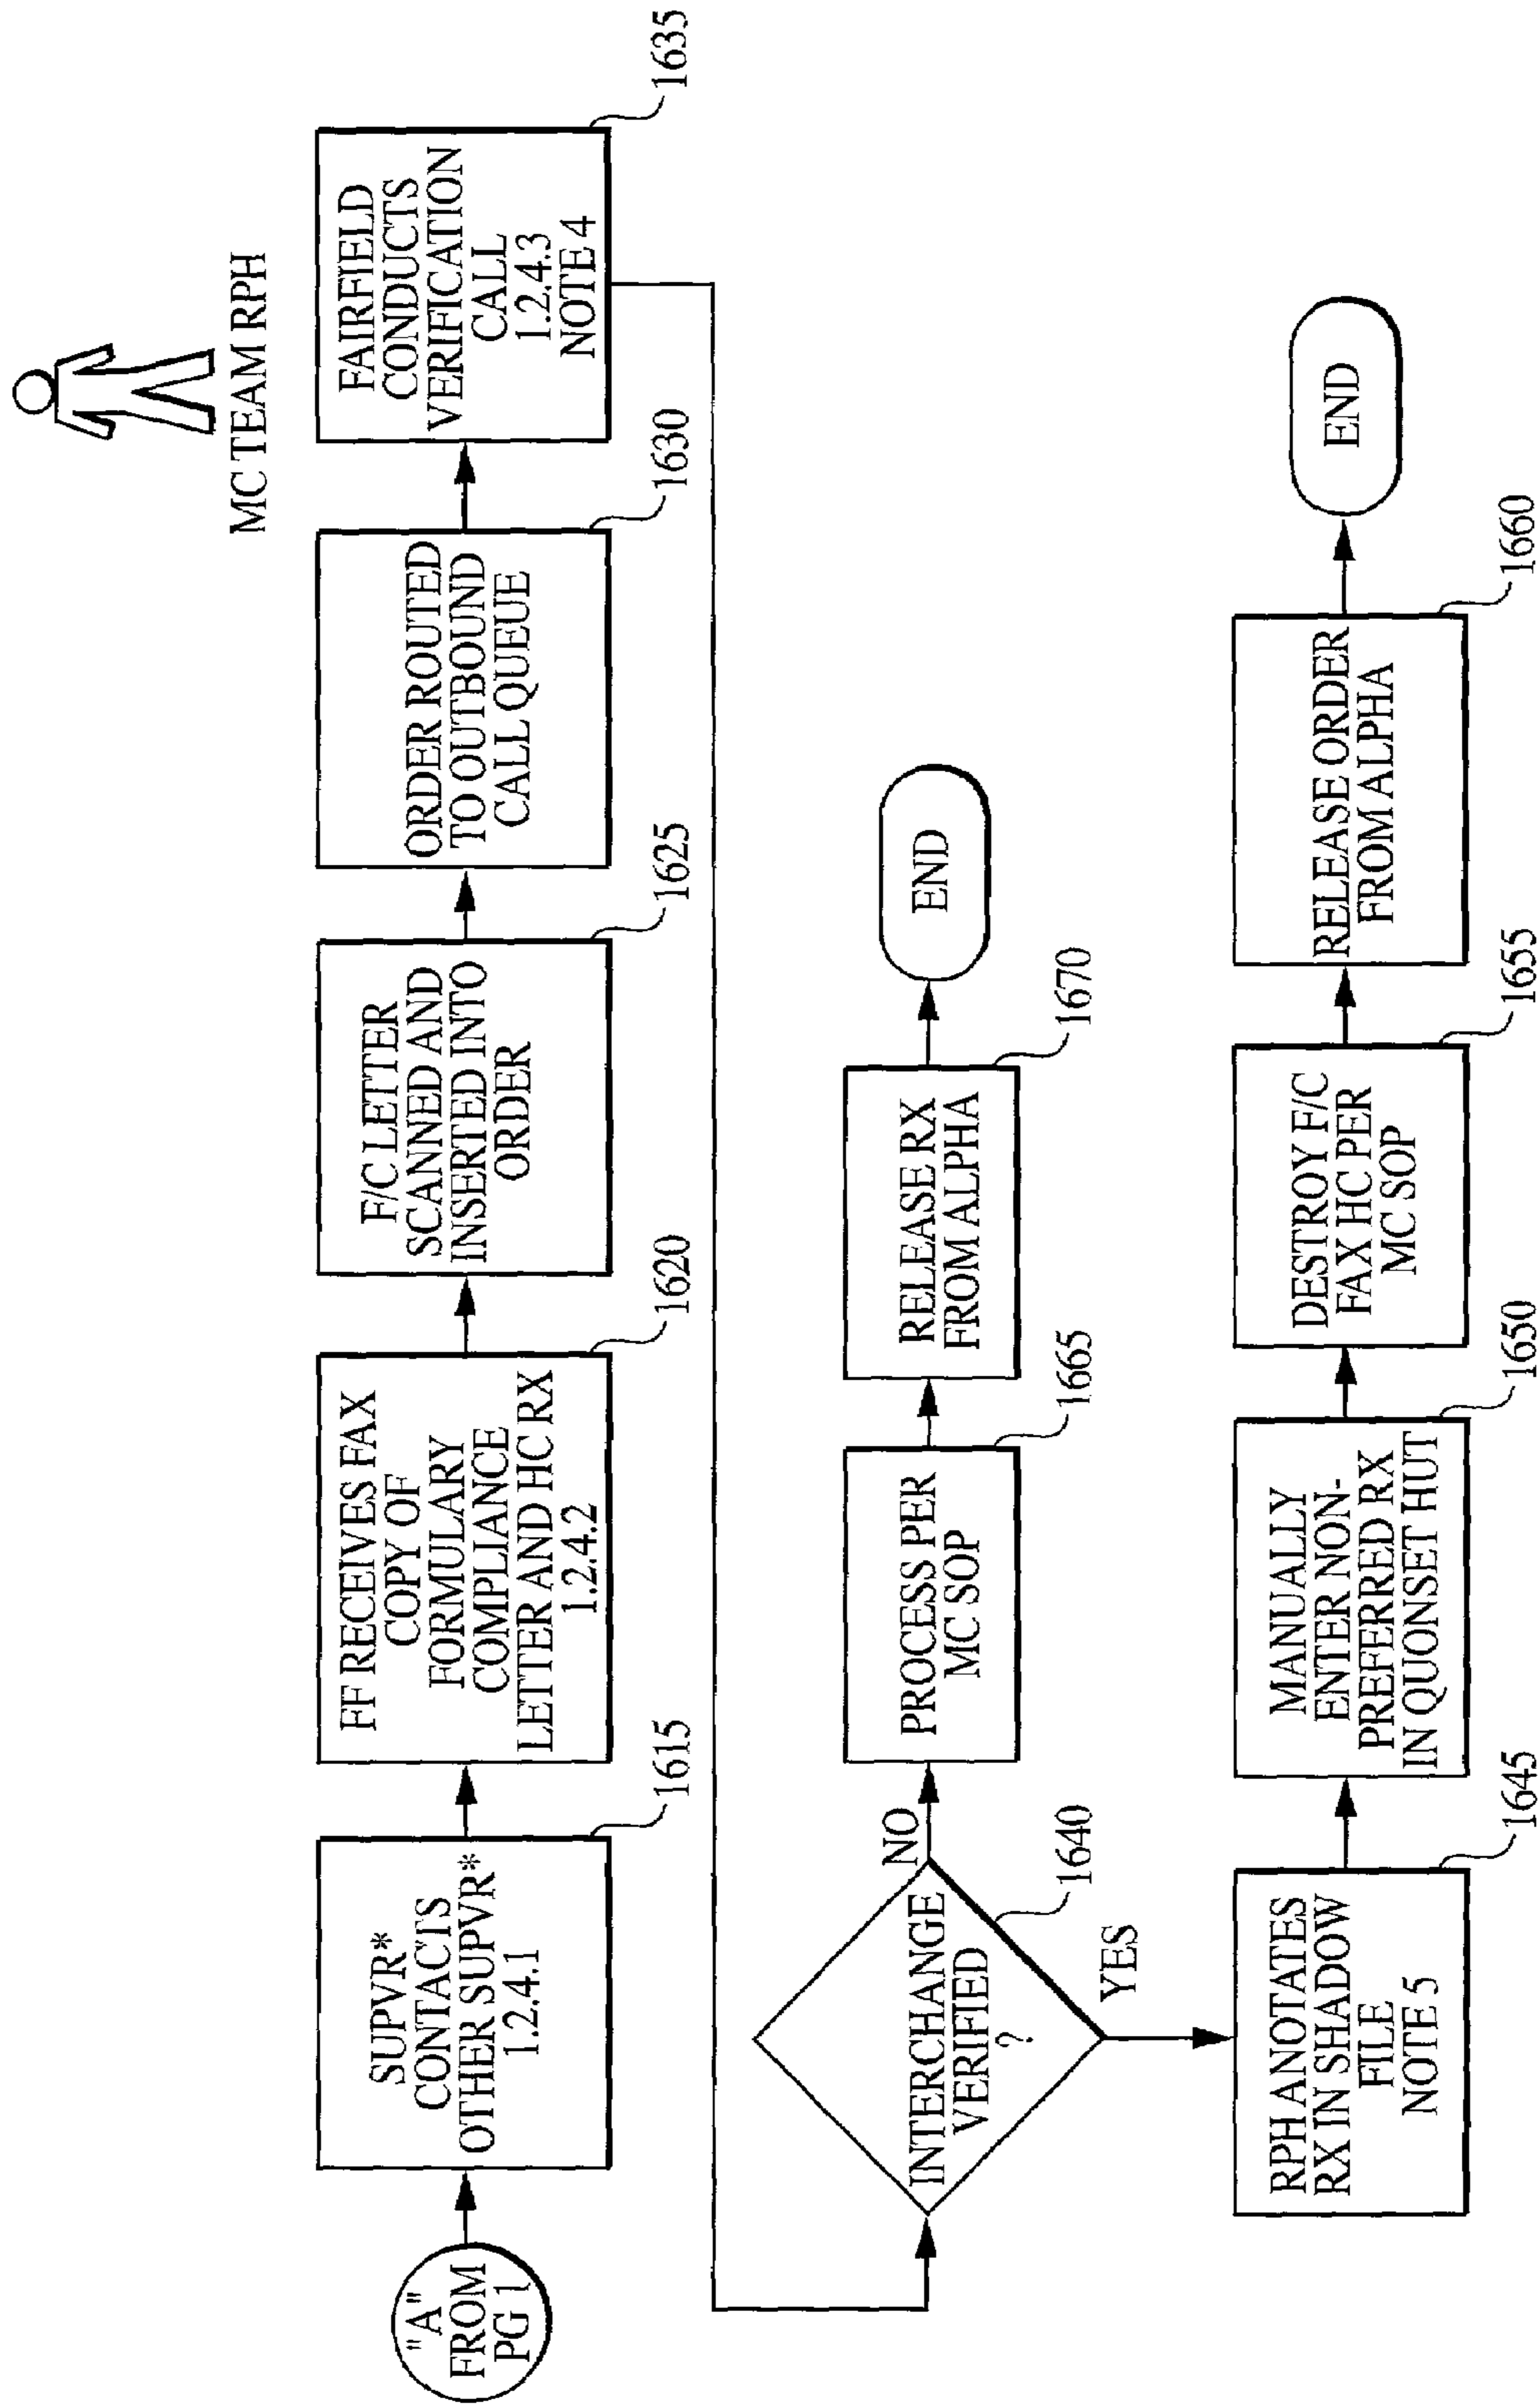 MC TEAM RPH
"A"
FROM
PG 1
SUPVR*
CONTACTS
OTHER SUPVR*
1.2.4.1
1615
FF RECEIVES FAX
COPY OF
FORMULARY
COMPLIANCE
LETTER AND HC RX
1.2.4.2
1620
F/C LETTER
SCANNED AND
INSERTED INTO
ORDER
1625
ORDER ROUTED
TO OUTBOUND
CALL QUEUE
1630
FAIRFIELD
CONDUCTS
VERIFICATION
CALL
1.2.4.3
NOTE 4
1635
INTERCHANGE
VERIFIED
?
1640
NO
PROCESS PER
MC SOP
1665
RELEASE RX
FROM ALPHA
1670
END
YES
RPH ANOTATES
RX IN SHADOW
FILE
NOTE 5
1645
MANUALLY
ENTER NON-
PREFERRED RX
IN QUONSET HUT
1650
DESTROY F/C
FAX HC PER
MC SOP
1655
RELEASE ORDER
FROM ALPHA
1660
END